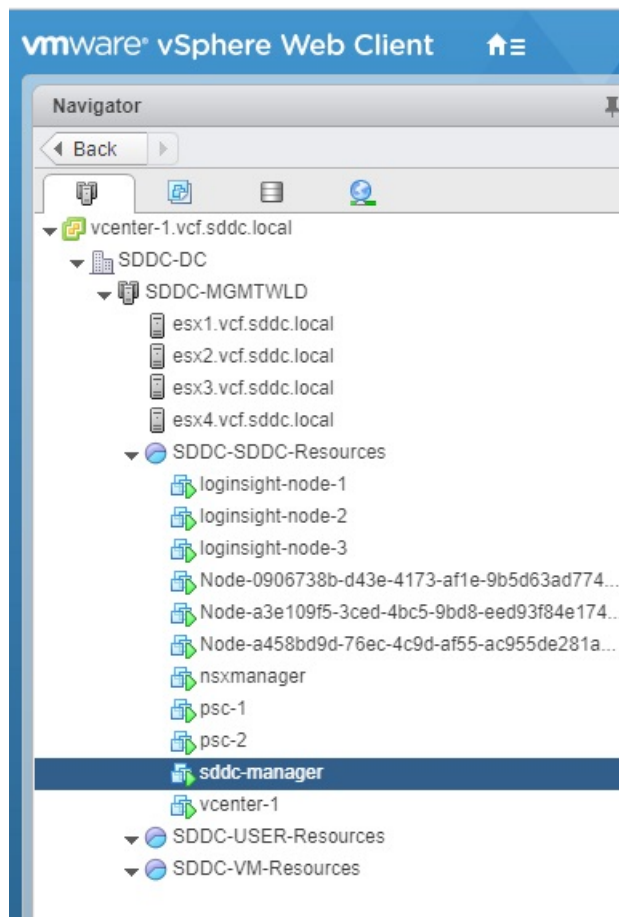 vmware® vSphere Web Client
Navigator
Back
vcenter-1.vcf.sddc.local
SDDC-DC
SDDC-MGMTWLD
esx1.vcf.sddc.local
esx2.vcf.sddc.local
esx3.vcf.sddc.local
esx4.vcf.sddc.local
SDDC-SDDC-Resources
loginsight-node-1
loginsight-node-2
loginsight-node-3
Node-0906738b-d43e-4173-af1e-9b5d63ad774...
Node-a3e109f5-3ced-4bc5-9bd8-eed93f84e174...
Node-a458bd9d-76ec-4c9d-af55-ac955de281a...
nsxmanager
psc-1
psc-2
sddc-manager
vcenter-1
SDDC-USER-Resources
SDDC-VM-Resources